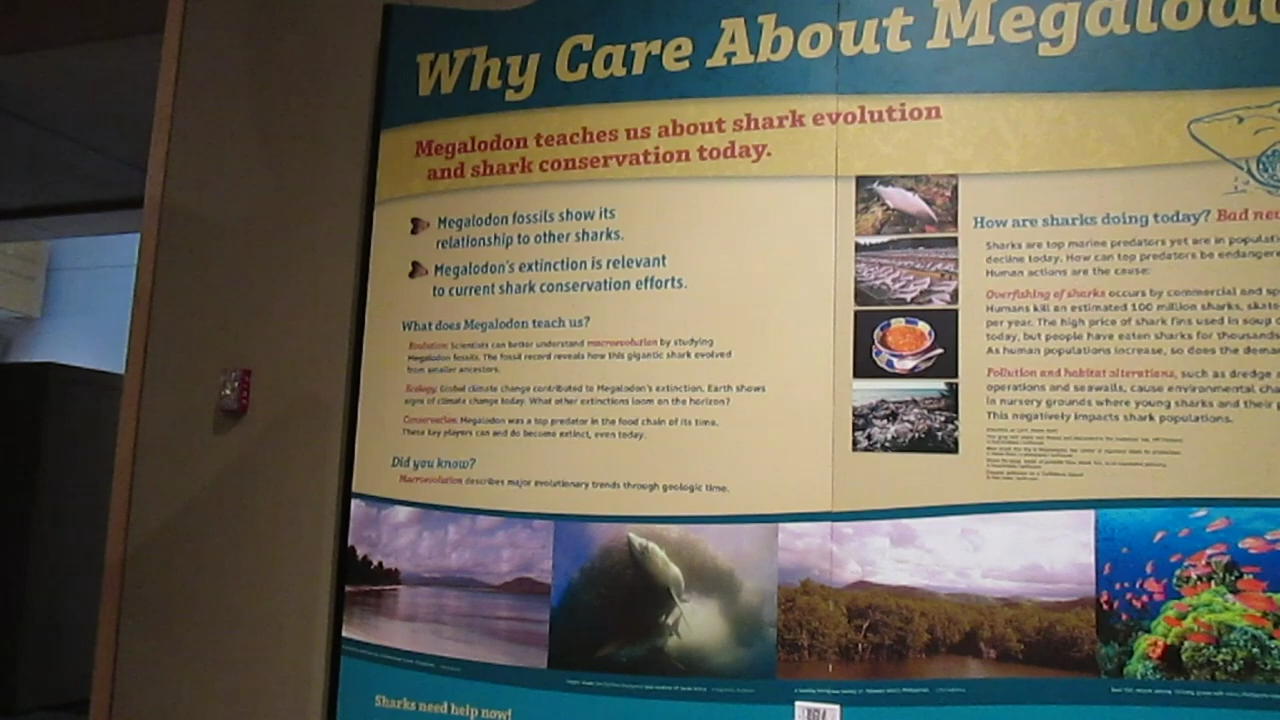 Why Care About Megalod
Megalodon teaches us about shark evolution
and shark conservation today.
Megalodon fossils show its
relationship to other sharks.
Megalodon's extinction is relevant
to current shark conservation efforts.
What does Megalodon teach us?
Evolution: Scientists can better understand macroevolution by studying
Megalodon fossils. The fossil record reveals how this gigantic shark evolved
from smaller ancestors.
Ecology: Global climate change contributed to Megalodon's extinction. Earth shows
signs of climate change today. What other extinctions loom on the horizon?
Conservation: Megalodon was a top predator in the food chain of its time.
These key players can and do become extinct, even today.
Did you know?
Macroevolution describes major evolutionary trends through geologic time.
How are sharks doing today? Bad ne
Sharks are top marine predators yet are in populati
decline today. How can top predators be endangere
Human actions are the cause:
Overfishing of sharks occurs by commercial and sp
Humans kill an estimated 100 million sharks, skate
per year. The high price of shark fins used in soup
today, but people have eaten sharks for thousands
As human populations increase, so does the dema
Pollution and habitat alterations, such as dredge
operations and seawalls, cause environmental cha
in nursery grounds where young sharks and their
This negatively impacts shark populations.
Sharks need help now!